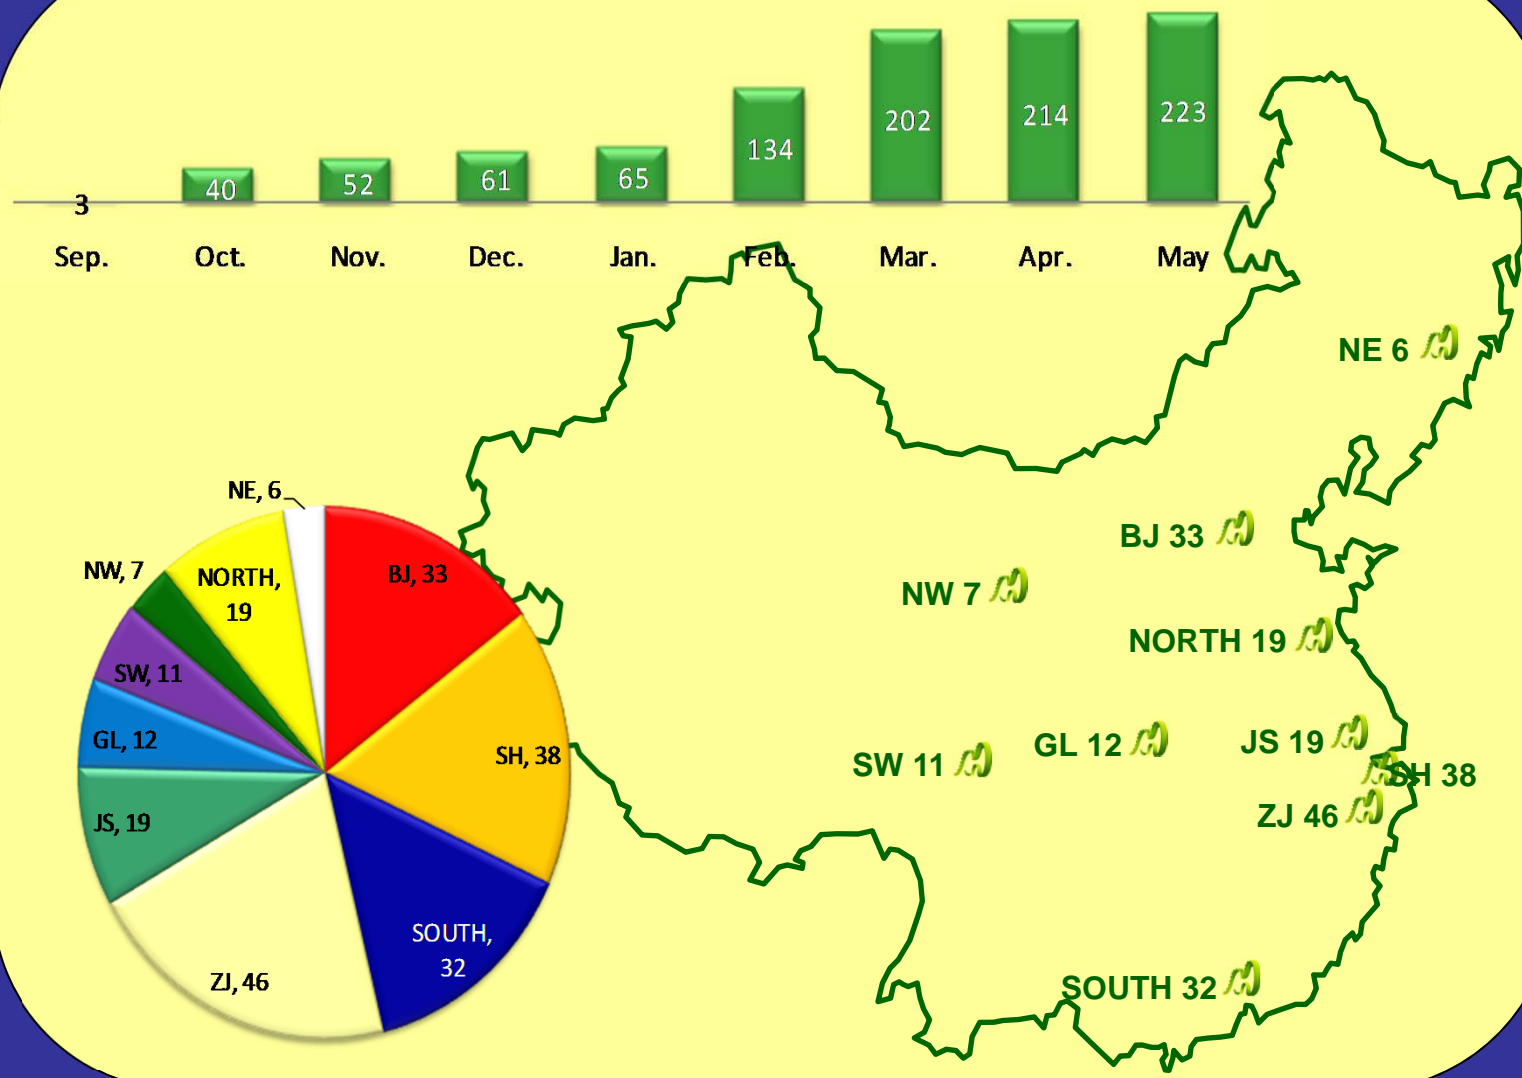 3
40
52
61
65
134
202
214
223
Sep.
Oct.
Nov.
Dec.
Jan.
Feb.
Mar.
Apr.
May
NE, 6
NW, 7
NORTH,
19
BJ, 33
SW, 11
GL, 12
SH, 38
JS, 19
SOUTH,
32
ZJ, 46
NE 6
BJ 33
NW 7
NORTH 19
JS 19
GL 12
SW 11
SH 38
ZJ 46
SOUTH 32